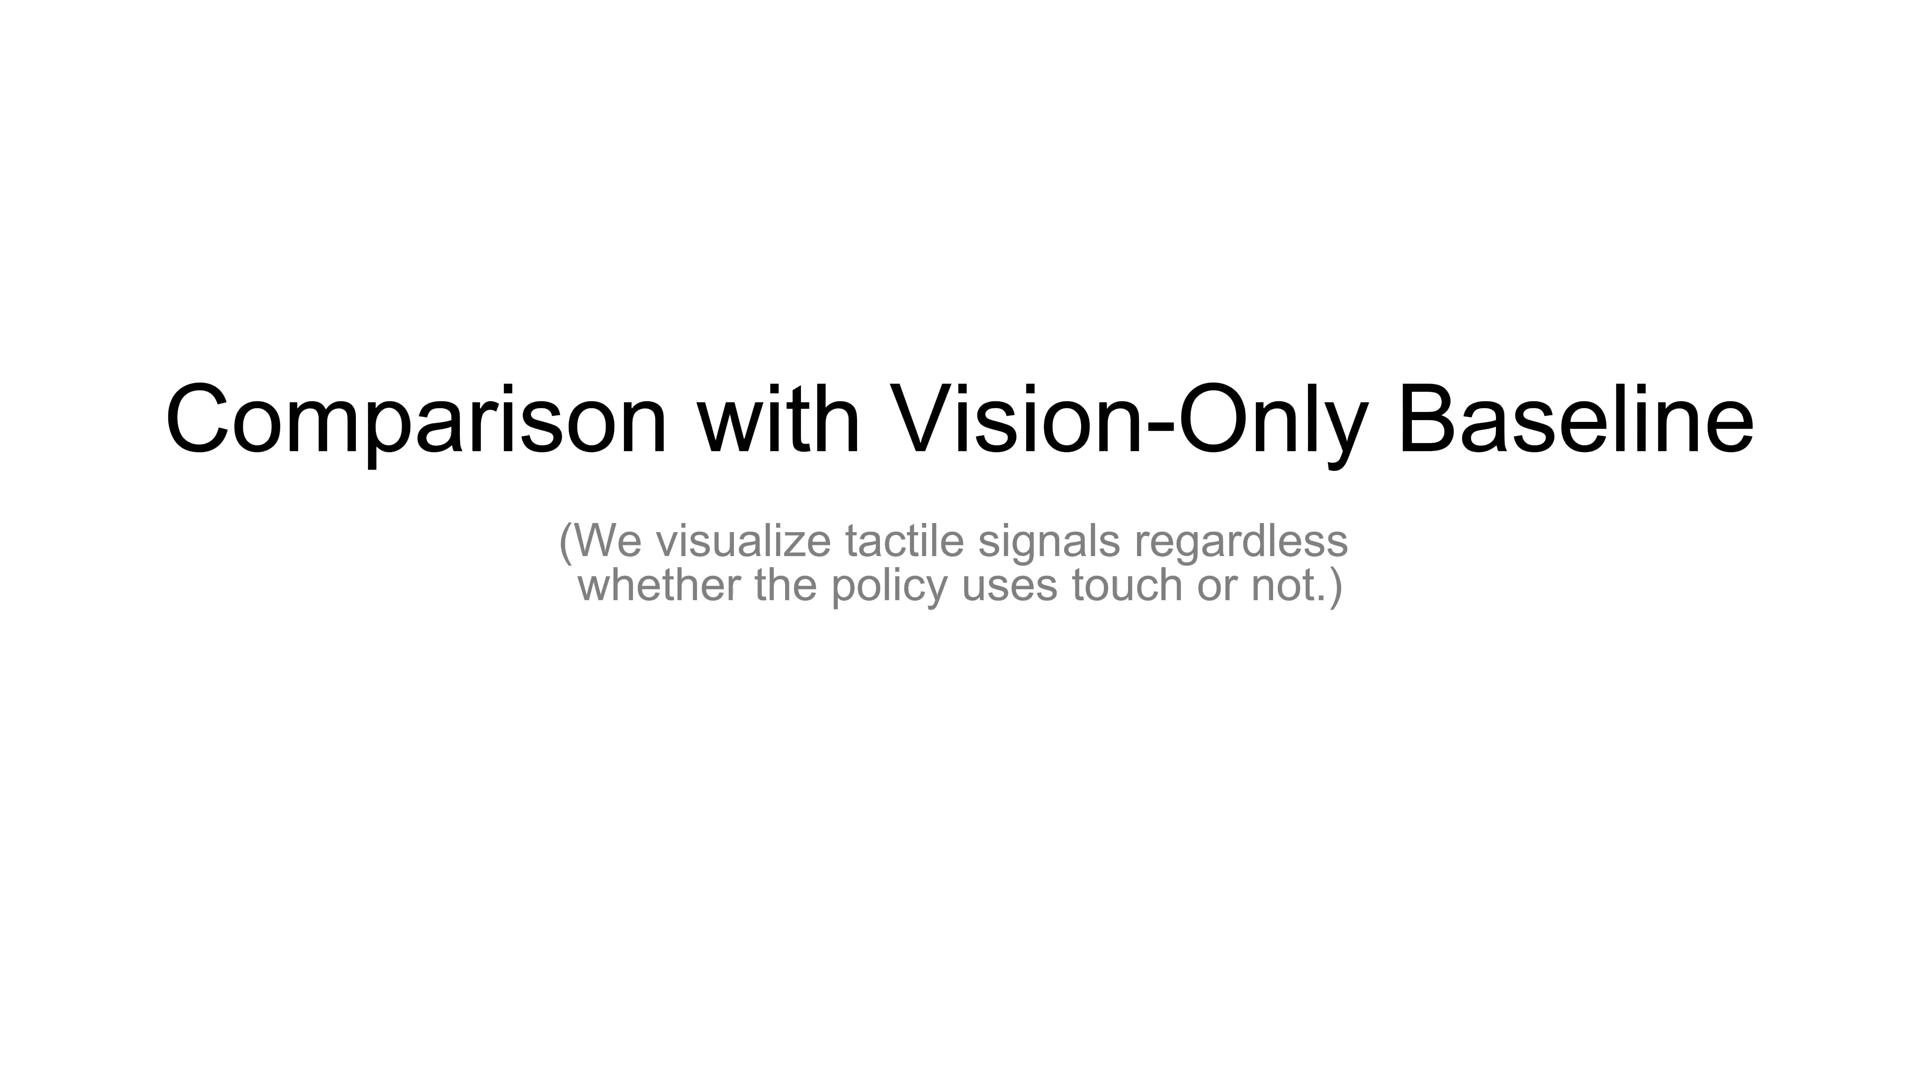 Comparison with Vision-Only Baseline
(We visualize tactile signals regardless
whether the policy uses touch or not.)